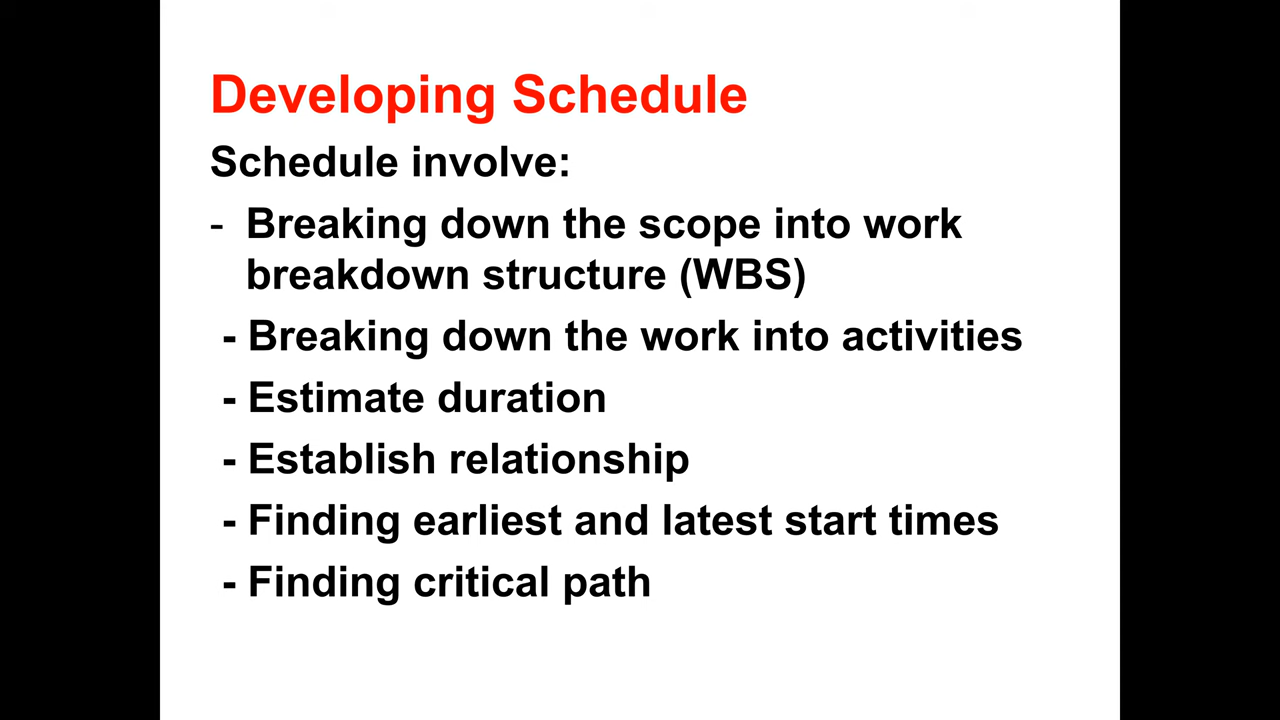 Developing Schedule
Schedule involve:
- Breaking down the scope into work
breakdown structure (WBS)
- Breaking down the work into activities
- Estimate duration
- Establish relationship
- Finding earliest and latest start times
- Finding critical path